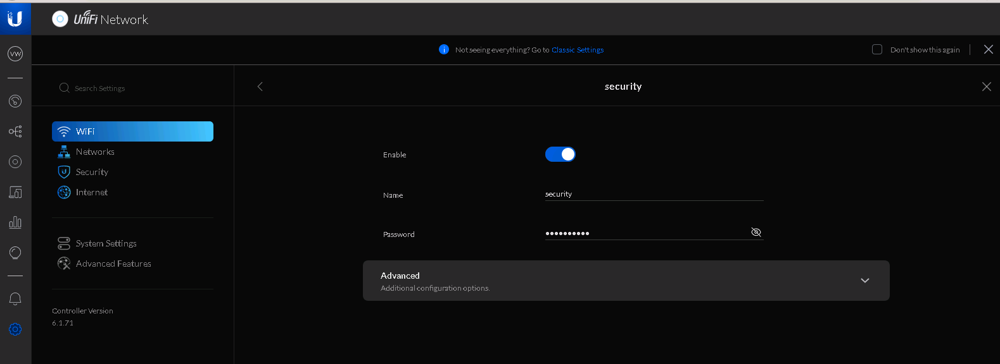 UniFi Network
VW
Not seeing everything? Go to Classic Settings
Don't show this again
Search Settings
security
WiFi
Networks
Security
Internet
System Settings
Advanced Features
Controller Version
6.1.71
Enable
Name
security
Password
••••••••••
Advanced
Additional configuration options.